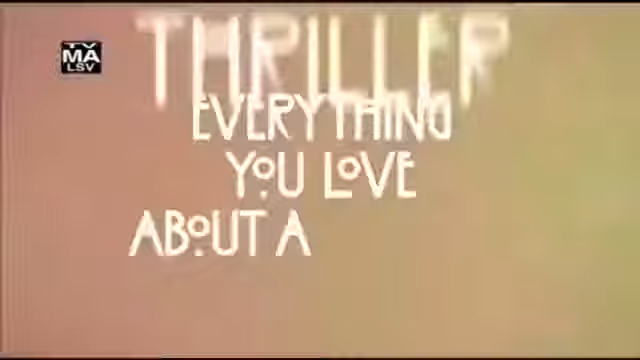 TV
MA
LSV
THRILLER
EVERYTHING
YOU LOVE
ABOUT A